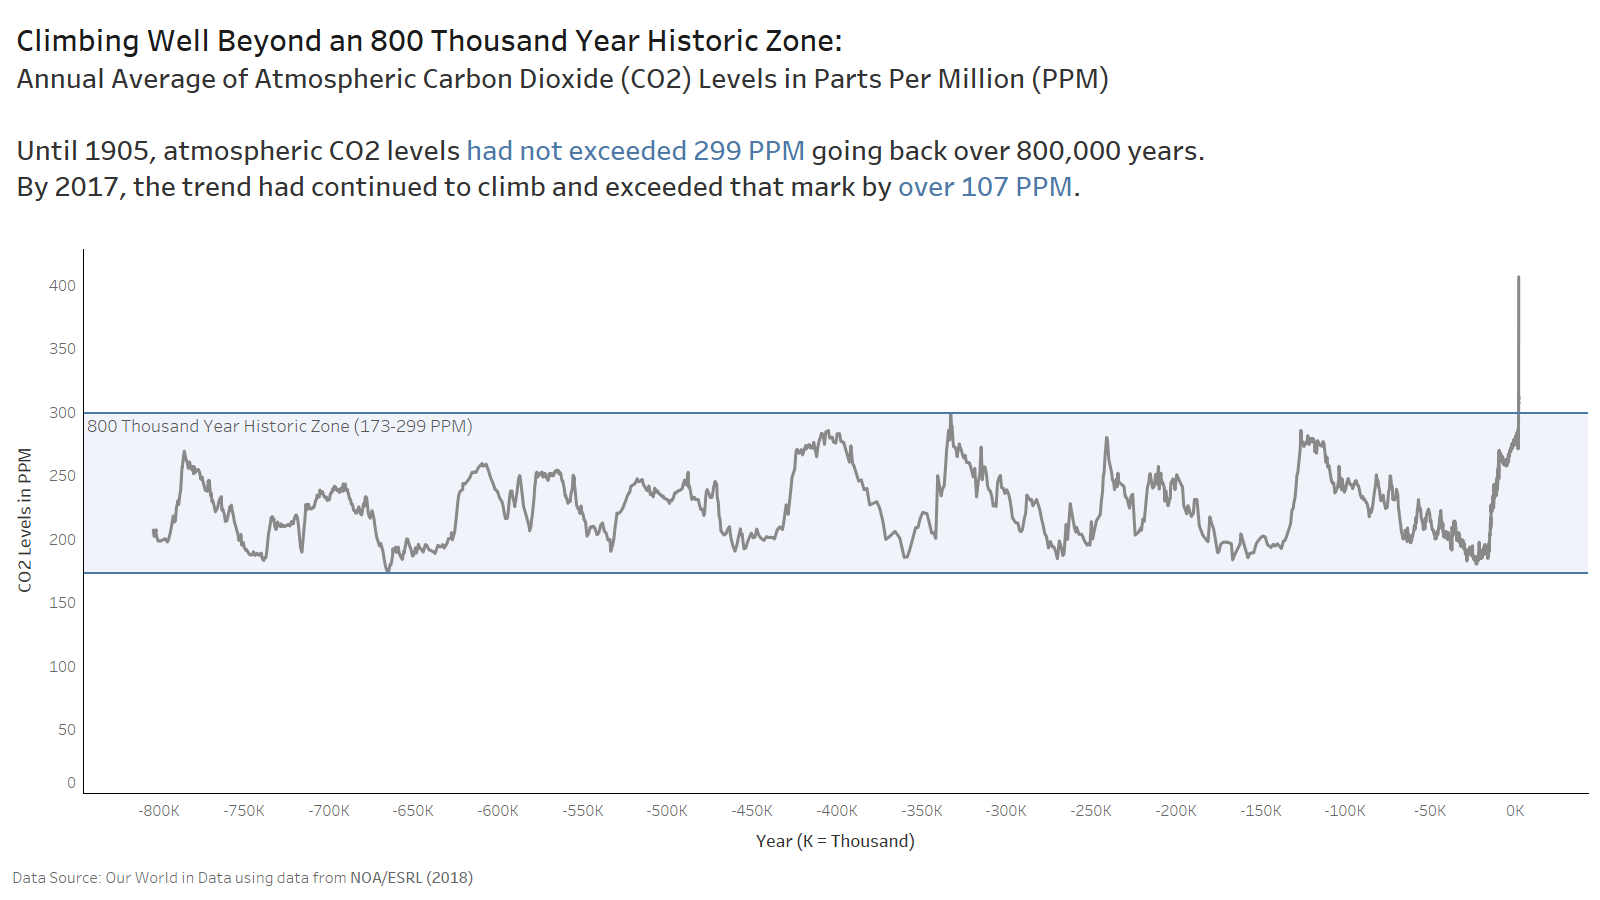 Climbing Well Beyond an 800 Thousand Year Historic Zone:
Annual Average of Atmospheric Carbon Dioxide (CO2) Levels in Parts Per Million (PPM)
Until 1905, atmospheric CO2 levels had not exceeded 299 PPM going back over 800,000 years.
By 2017, the trend had continued to climb and exceeded that mark by over 107 PPM.
400
350
300
800 Thousand Year Historic Zone (173-299 PPM)
250
200
150
100
50
0
CO2 Levels in PPM
-800K -750K -700K -650K -600K -550K -500K -450K -400K -350K -300K -250K -200K -150K -100K -50K 0K
Year (K = Thousand)
Data Source: Our World in Data using data from NOA/ESRL (2018)